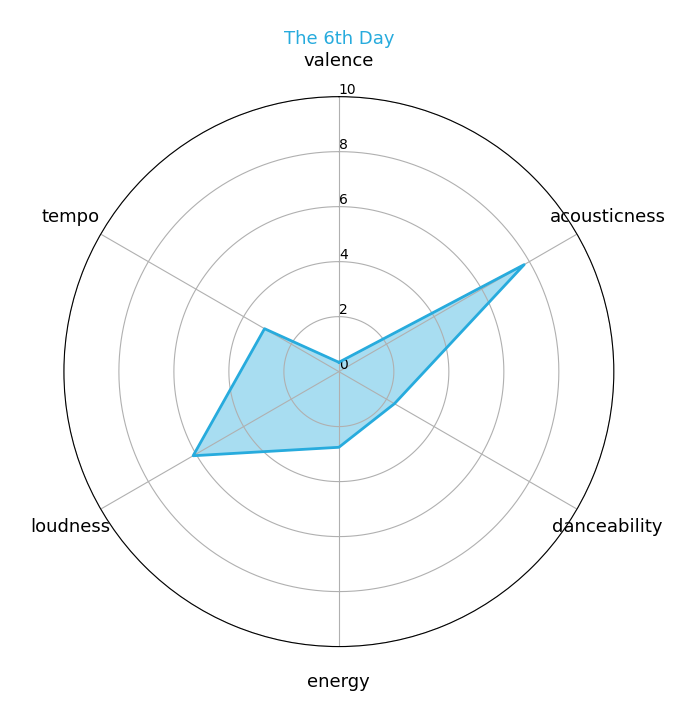 The 6th Day
valence
10
8
6
4
2
0
tempo
acousticness
loudness
danceability
energy